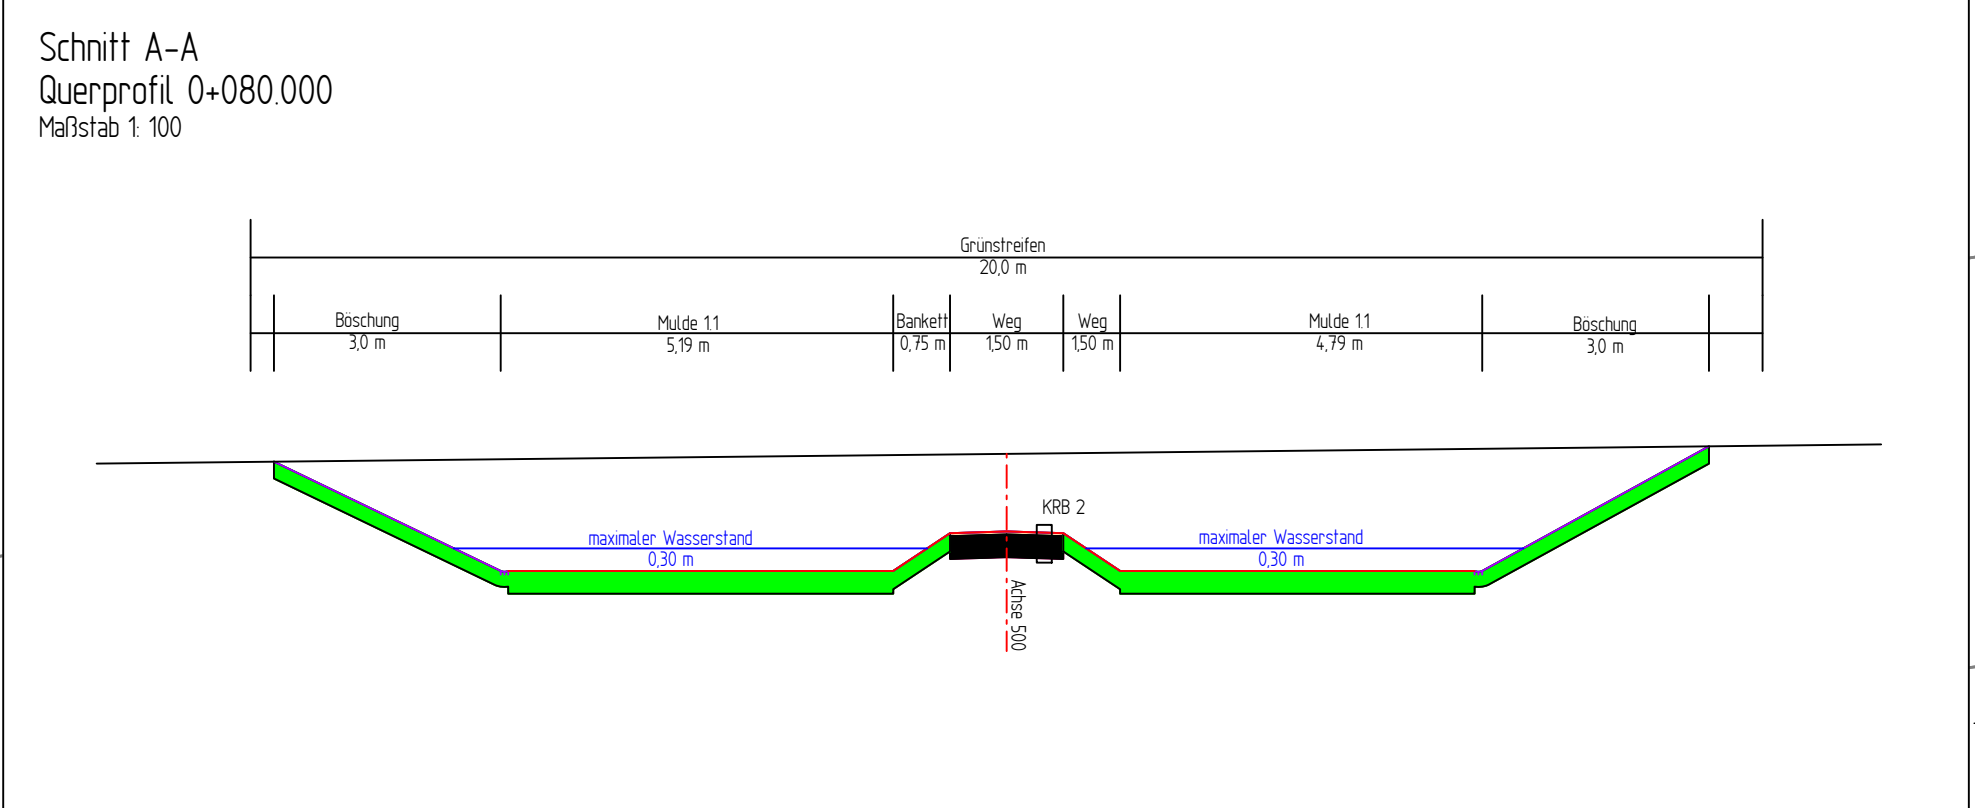 Schnitt A-A
Querprofil 0+080.000
Maßstab 1: 100
Grünstreifen
20,0 m
Böschung
3,0 m
Mulde 1.1
5,19 m
Bankett
0,75 m
Weg
1,50 m
Weg
1,50 m
Mulde 1.1
4,79 m
Böschung
3,0 m
KRB 2
maximaler Wasserstand
0,30 m
maximaler Wasserstand
0,30 m
Achse 500